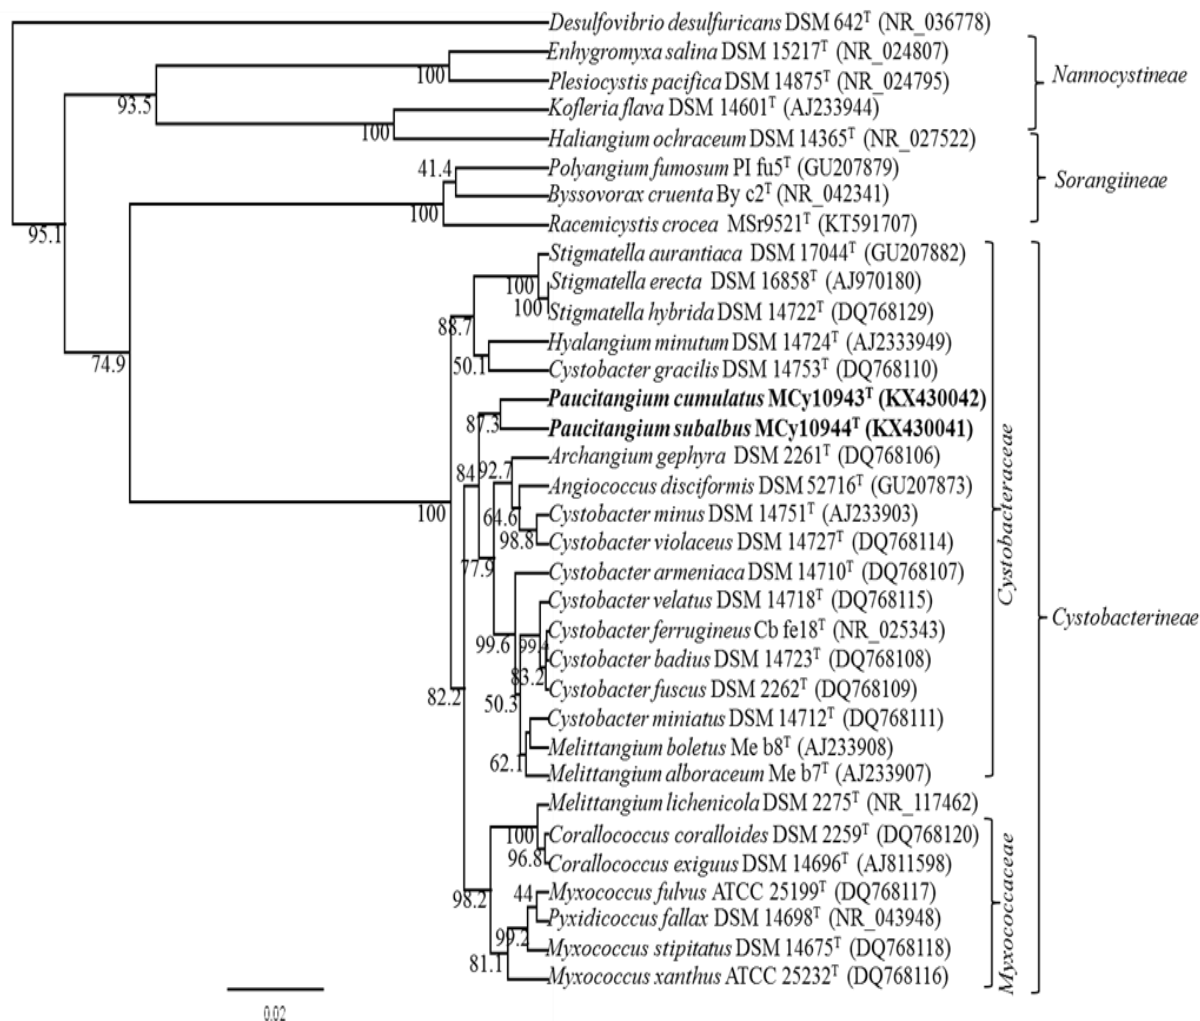 Desulfovibrio desulfuricans DSM 642ᵀ (NR_036778)
Enhygromyxa salina DSM 15217ᵀ (NR_024807)
100
Plesiocystis pacifica DSM 14875ᵀ (NR_024795)
Nannocystineae
93.5
Kofleria flava DSM 14601ᵀ (AJ233944)
100
Haliangium ochraceum DSM 14365ᵀ (NR_027522)
41.4
Polyangium fumosum PI fu5ᵀ (GU207879)
Sorangiineae
Byssovorax cruenta By c2ᵀ (NR_042341)
100
Racemicystis crocea MSr9521ᵀ (KT591707)
95.1
Stigmatella aurantiaca DSM 17044ᵀ (GU207882)
100
Stigmatella erecta DSM 16858ᵀ (AJ970180)
100
Stigmatella hybrida DSM 14722ᵀ (DQ768129)
88.7
Hyalangium minutum DSM 14724ᵀ (AJ2333949)
74.9
50.1
Cystobacter gracilis DSM 14753ᵀ (DQ768110)
Paucitangium cumulatus MCy10943ᵀ (KX430042)
87.3
Paucitangium subalbus MCy10944ᵀ (KX430041)
Archangium gephyra DSM 2261ᵀ (DQ768106)
84
92.7
Angiococcus disciformis DSM 52716ᵀ (GU207873)
100
64.6
Cystobacter minus DSM 14751ᵀ (AJ233903)
98.8
Cystobacter violaceus DSM 14727ᵀ (DQ768114)
Cystobacteraceae
77.9
Cystobacter armeniaca DSM 14710ᵀ (DQ768107)
Cystobacter velatus DSM 14718ᵀ (DQ768115)
Cystobacterineae
Cystobacter ferrugineus Cb fe18ᵀ (NR_025343)
99.6
Cystobacter badius DSM 14723ᵀ (DQ768108)
83.2
Cystobacter fuscus DSM 2262ᵀ (DQ768109)
82.2
50.3
Cystobacter miniatus DSM 14712ᵀ (DQ768111)
Melittangium boletus Me b8ᵀ (AJ233908)
62.1
Melittangium alboraceum Me b7ᵀ (AJ233907)
Melittangium lichenicola DSM 2275ᵀ (NR_117462)
100
Corallococcus coralloides DSM 2259ᵀ (DQ768120)
96.8
Corallococcus exiguus DSM 14696ᵀ (AJ811598)
98.2
44
Myxococcus fulvus ATCC 25199ᵀ (DQ768117)
Pyxidicoccus fallax DSM 14698ᵀ (NR_043948)
Myxococcaceae
99.2
Myxococcus stipitatus DSM 14675ᵀ (DQ768118)
81.1
Myxococcus xanthus ATCC 25232ᵀ (DQ768116)
0.02